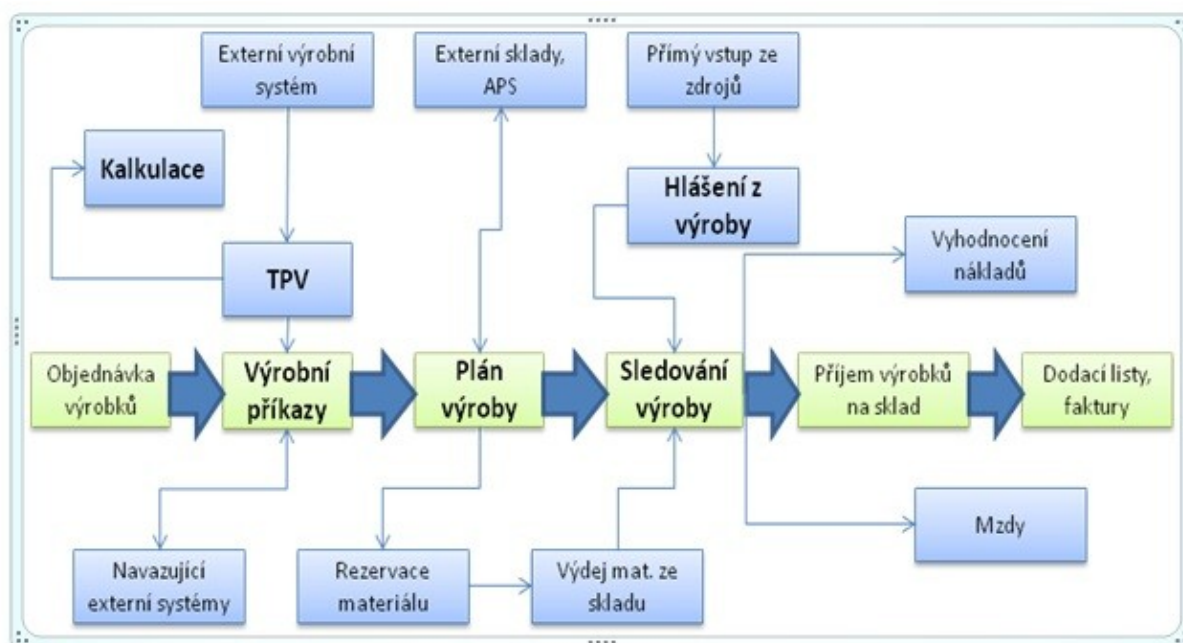 Externí výrobní
systém
Externí sklady,
APS
Přímý vstup ze
zdrojů
Kalkulace
Hlášení z
výroby
Vyhodnocení
nákladů
TPV
Objednávka
výrobků
Výrobní
příkazy
Plán
výroby
Sledování
výroby
Příjem výrobků
na sklad
Dodací listy,
faktury
Mzdy
Navazující
externí systémy
Rezervace
materiálu
Výdej mat. ze
skladu